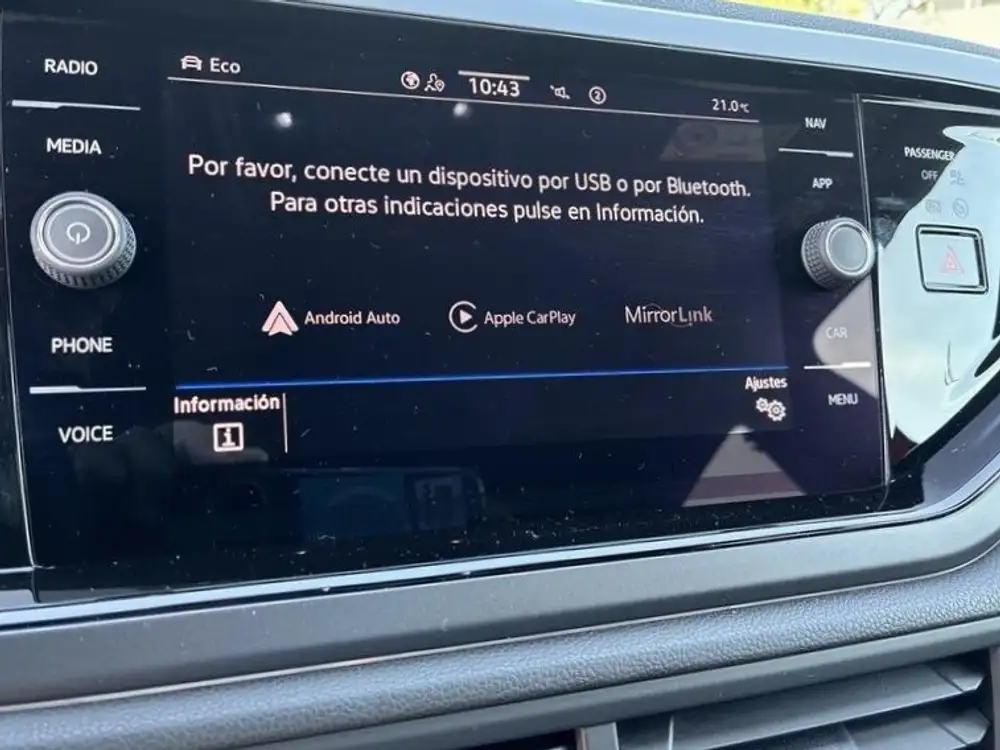 RADIO
MEDIA
PHONE
VOICE
Eco
10:43
2
21.0°C
Por favor, conecte un dispositivo por USB o por Bluetooth.
Para otras indicaciones pulse en Información.
Android Auto
Apple CarPlay
MirrorLink
Información
Ajustes
NAV
APP
CAR
MENU
PASSENGER
OFF